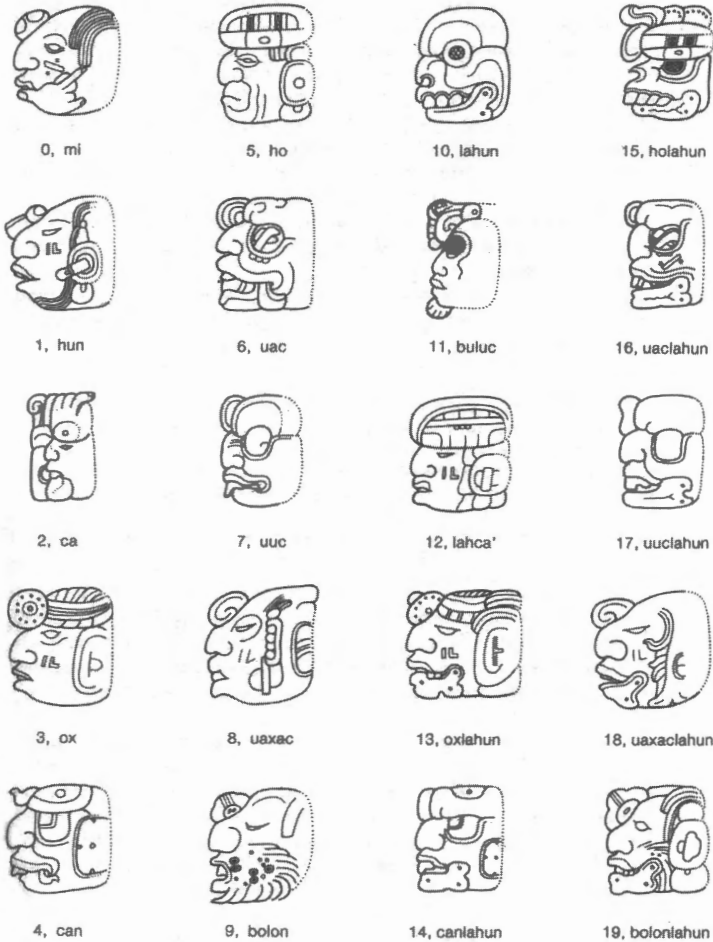 0, mi
5, ho
10, lahun
15, holahun
1, hun
6, uac
11, buluc
16, uaclahun
2, ca
7, uuc
12, lahca'
17, uuclahun
3, ox
8, uaxac
13, oxlahun
18, uaxaclahun
4, can
9, bolon
14, canlahun
19, bolonlahun